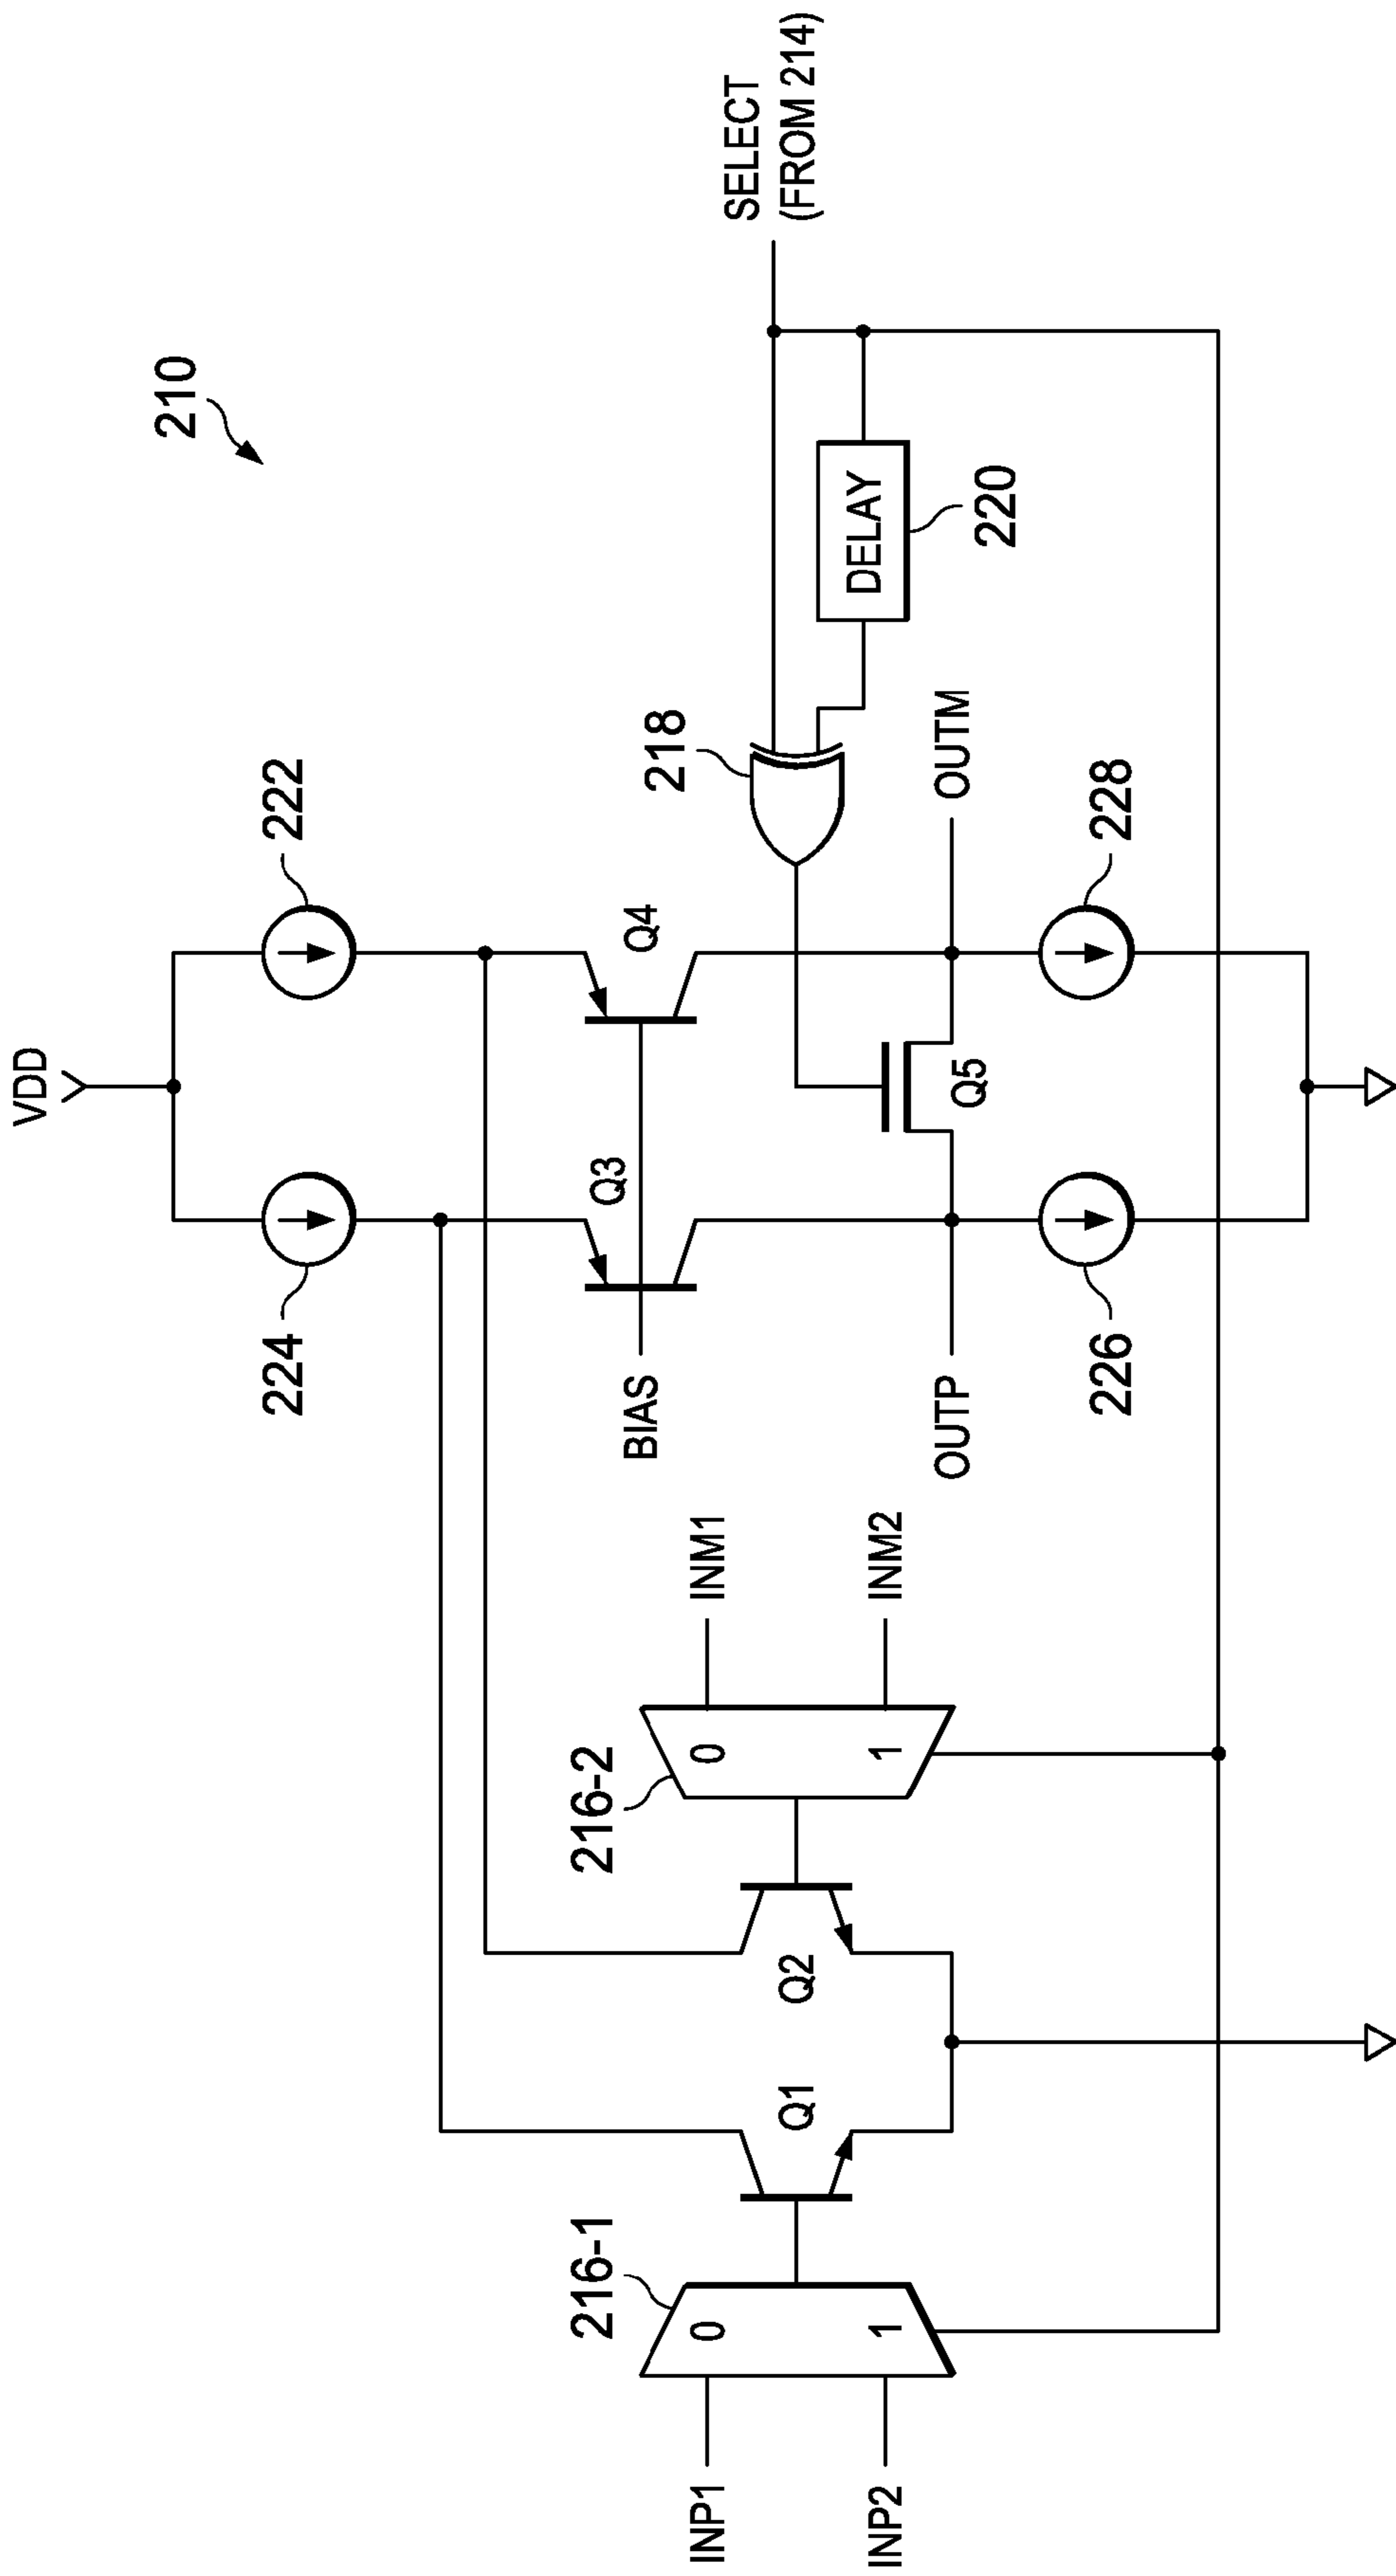 210
VDD
224
222
Q3
Q4
BIAS
218
SELECT
(FROM 214)
DELAY
220
OUTP
Q5
OUTM
226
228
216-1
INP1
0
INP2
1
Q1
Q2
216-2
0
INM1
1
INM2